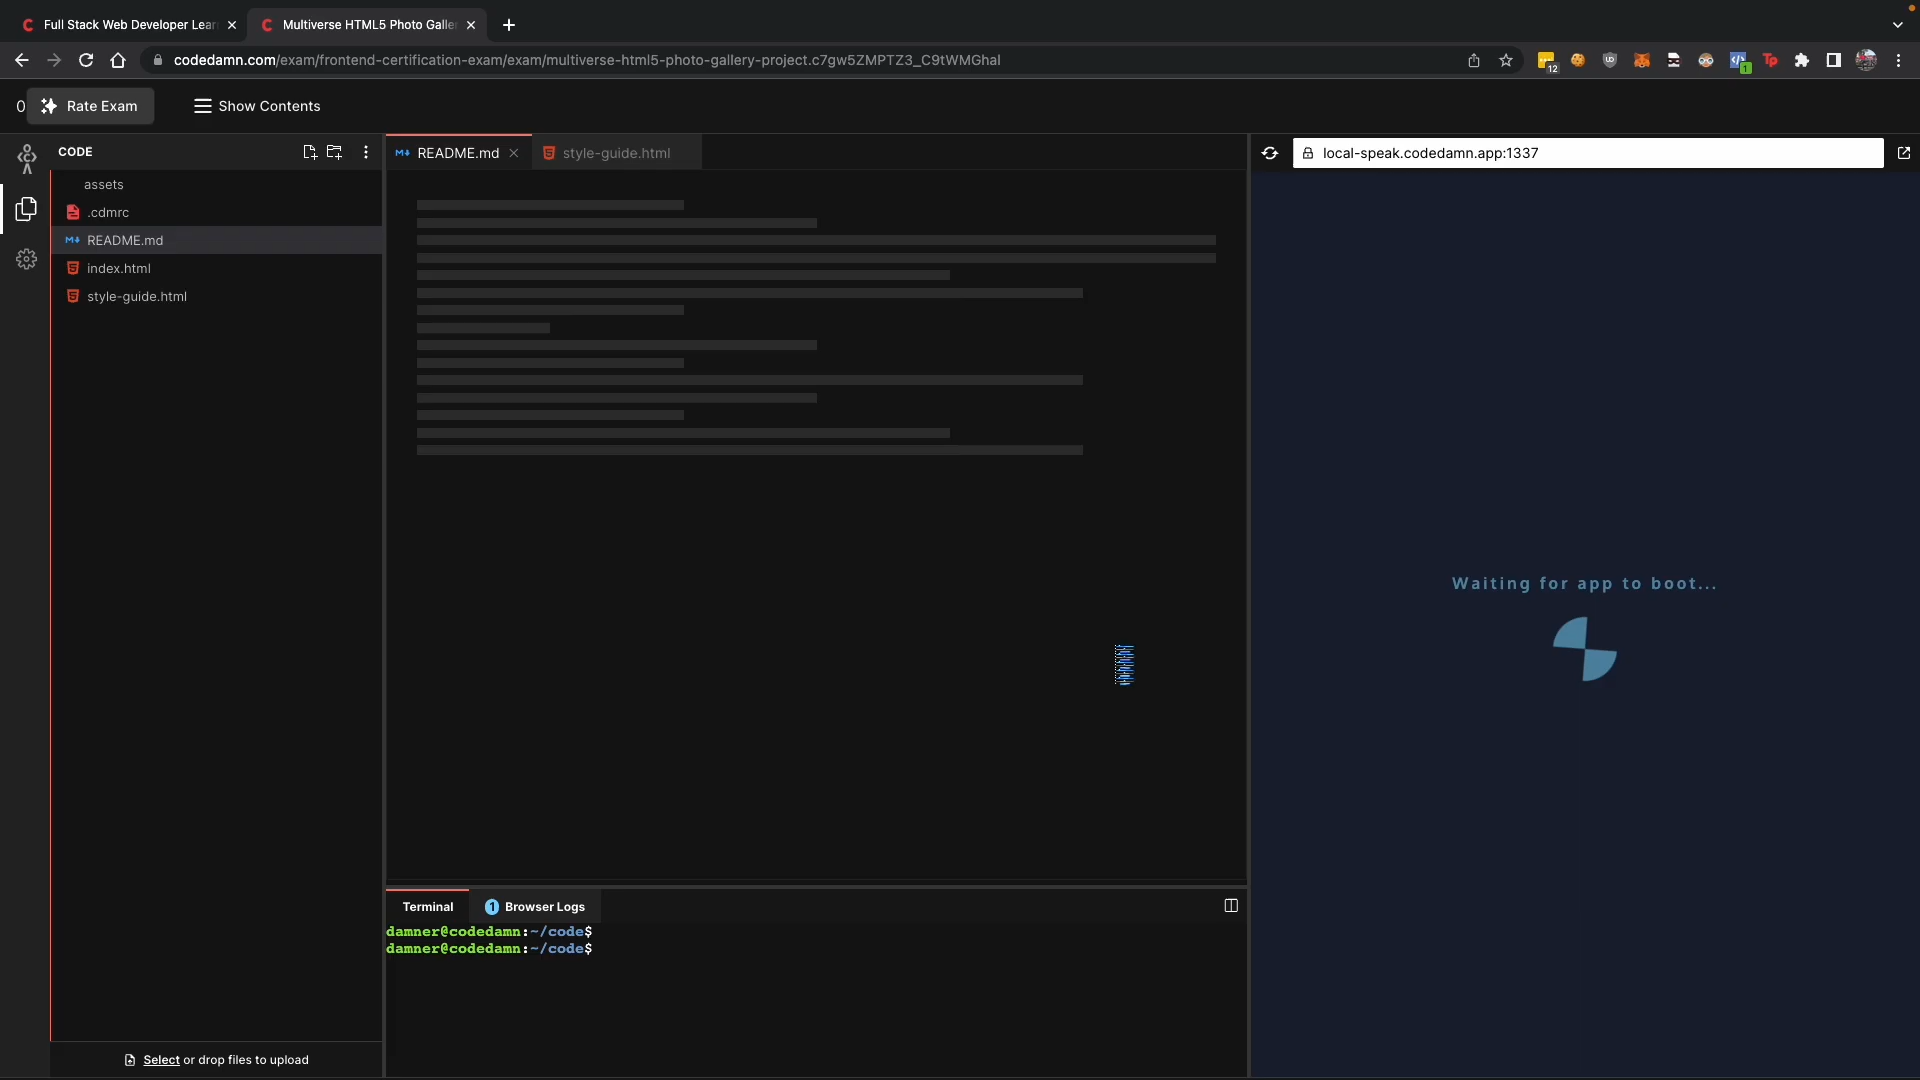 Full Stack Web Developer Lear
Multiverse HTML5 Photo Galle
codedamn.com/exam/frontend-certification-exam/exam/multiverse-html5-photo-gallery-project.c7gw5ZMPTZ3_C9tWMGhal
12
1
0
Rate Exam
Show Contents
CODE
README.md
style-guide.html
local-speak.codedamn.app:1337
assets
.cdmrc
README.md
index.html
style-guide.html
Waiting for app to boot...
Terminal
1 Browser Logs
damner@codedamn:~/code$
damner@codedamn:~/code$
Select or drop files to upload